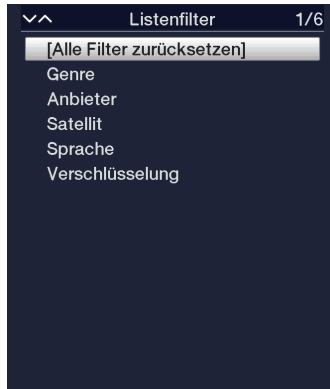 Listenfilter 1/6
[Alle Filter zurücksetzen]
Genre
Anbieter
Satellit
Sprache
Verschlüsselung